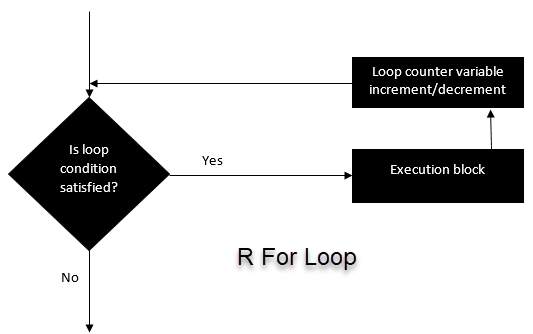 Loop counter variable
increment/decrement
Is loop
condition
satisfied?
Yes
Execution block
R For Loop
No